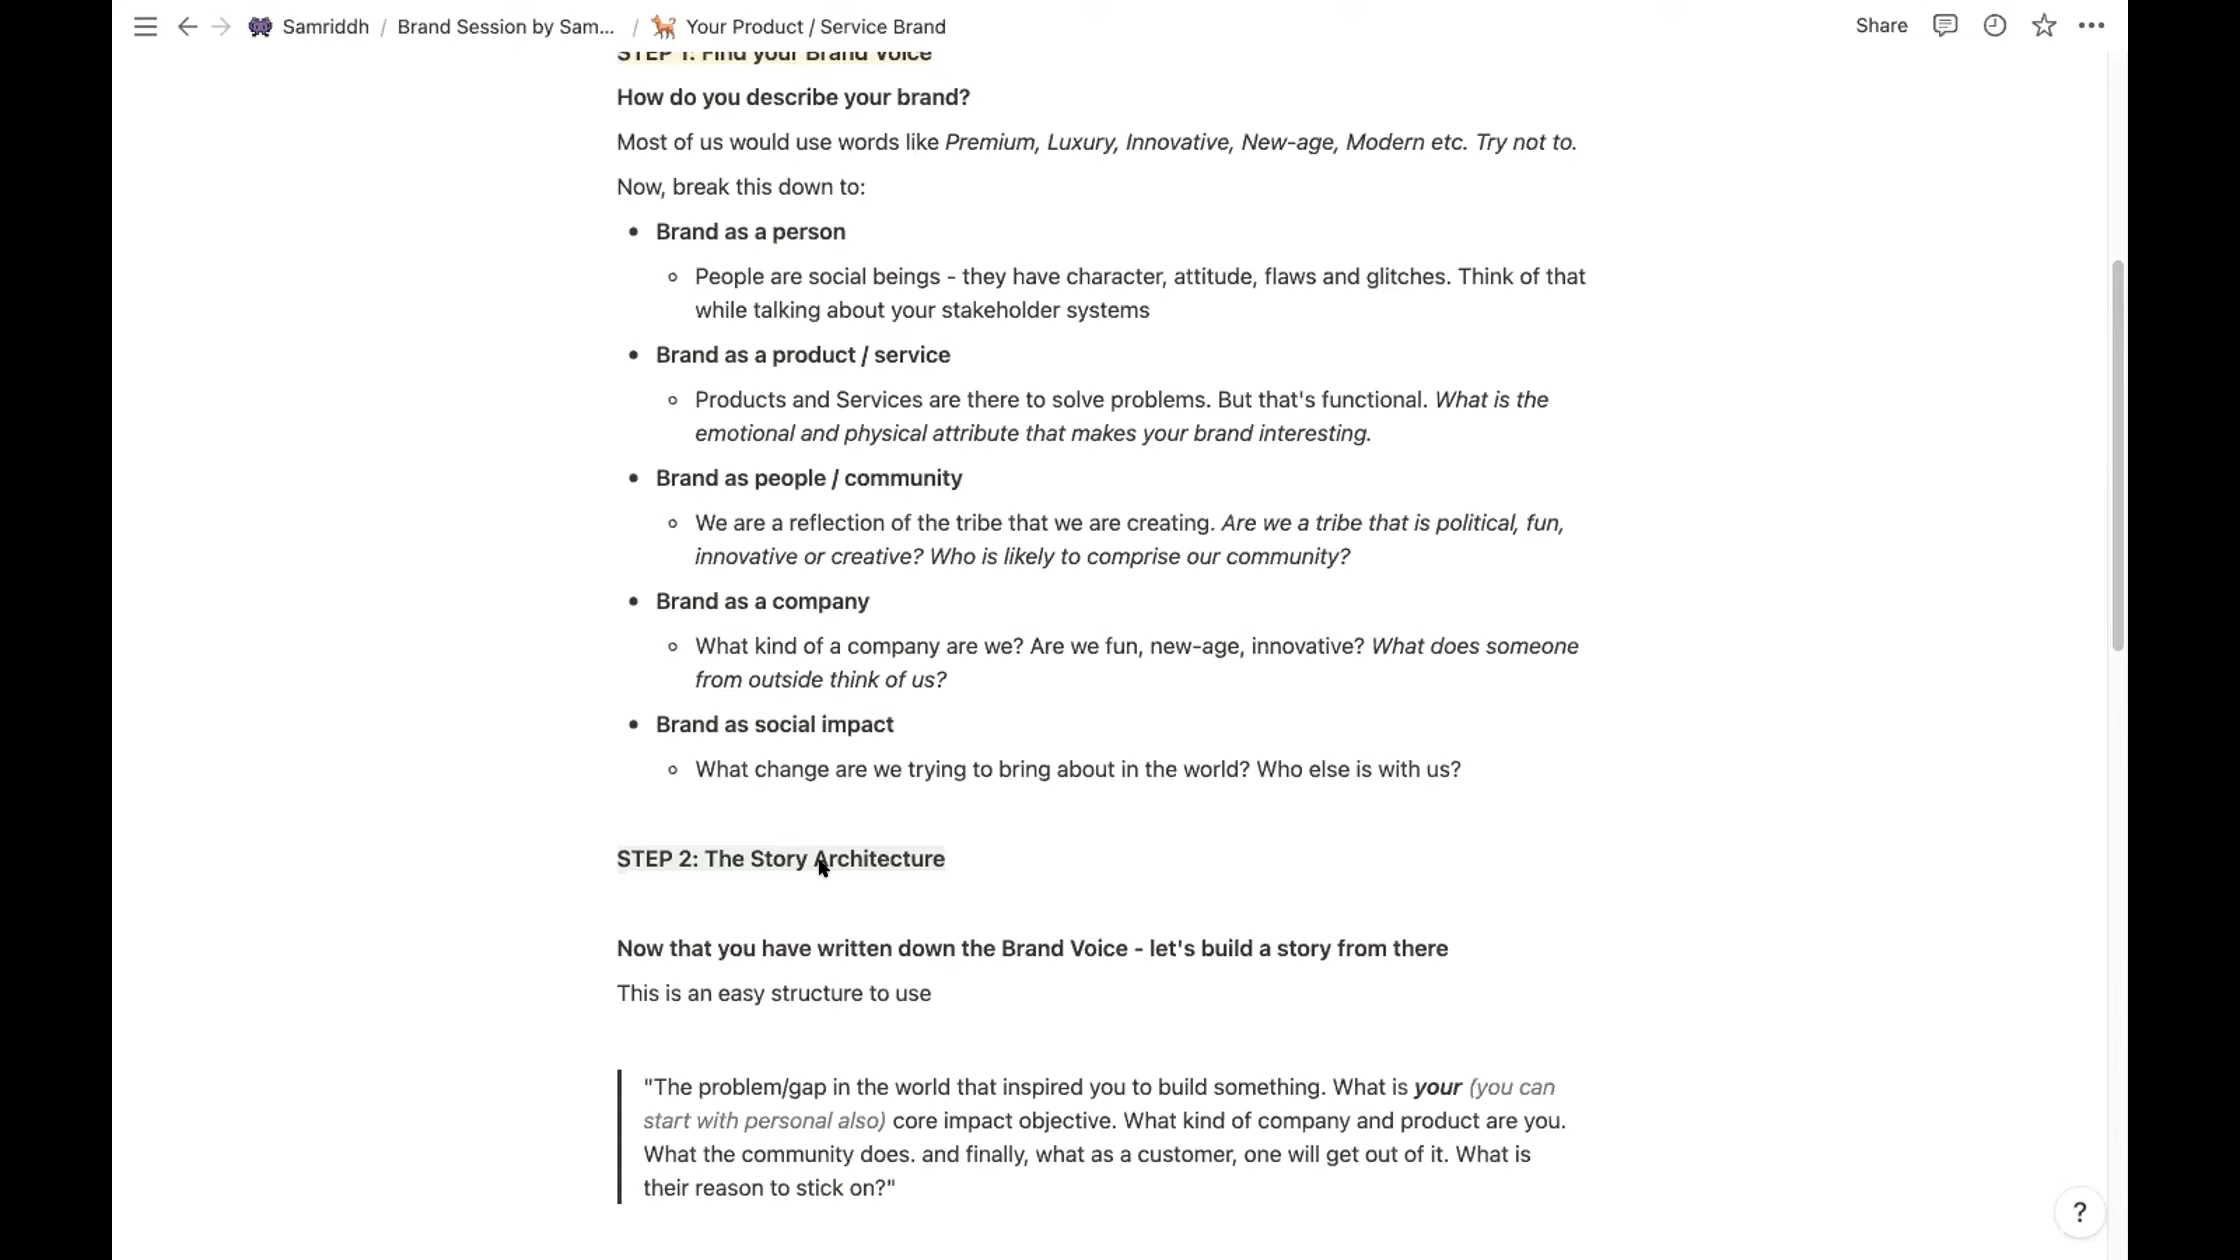 Samriddh / Brand Session by Sam... / Your Product / Service Brand
Share
STEP 1: Find your Brand Voice
How do you describe your brand?
Most of us would use words like Premium, Luxury, Innovative, New-age, Modern etc. Try not to.
Now, break this down to:
• Brand as a person
◦ People are social beings - they have character, attitude, flaws and glitches. Think of that
while talking about your stakeholder systems
• Brand as a product / service
◦ Products and Services are there to solve problems. But that's functional. What is the
emotional and physical attribute that makes your brand interesting.
• Brand as people / community
◦ We are a reflection of the tribe that we are creating. Are we a tribe that is political, fun,
innovative or creative? Who is likely to comprise our community?
• Brand as a company
◦ What kind of a company are we? Are we fun, new-age, innovative? What does someone
from outside think of us?
• Brand as social impact
◦ What change are we trying to bring about in the world? Who else is with us?
STEP 2: The Story Architecture
Now that you have written down the Brand Voice - let's build a story from there
This is an easy structure to use
"The problem/gap in the world that inspired you to build something. What is your (you can
start with personal also) core impact objective. What kind of company and product are you.
What the community does. and finally, what as a customer, one will get out of it. What is
their reason to stick on?"
?